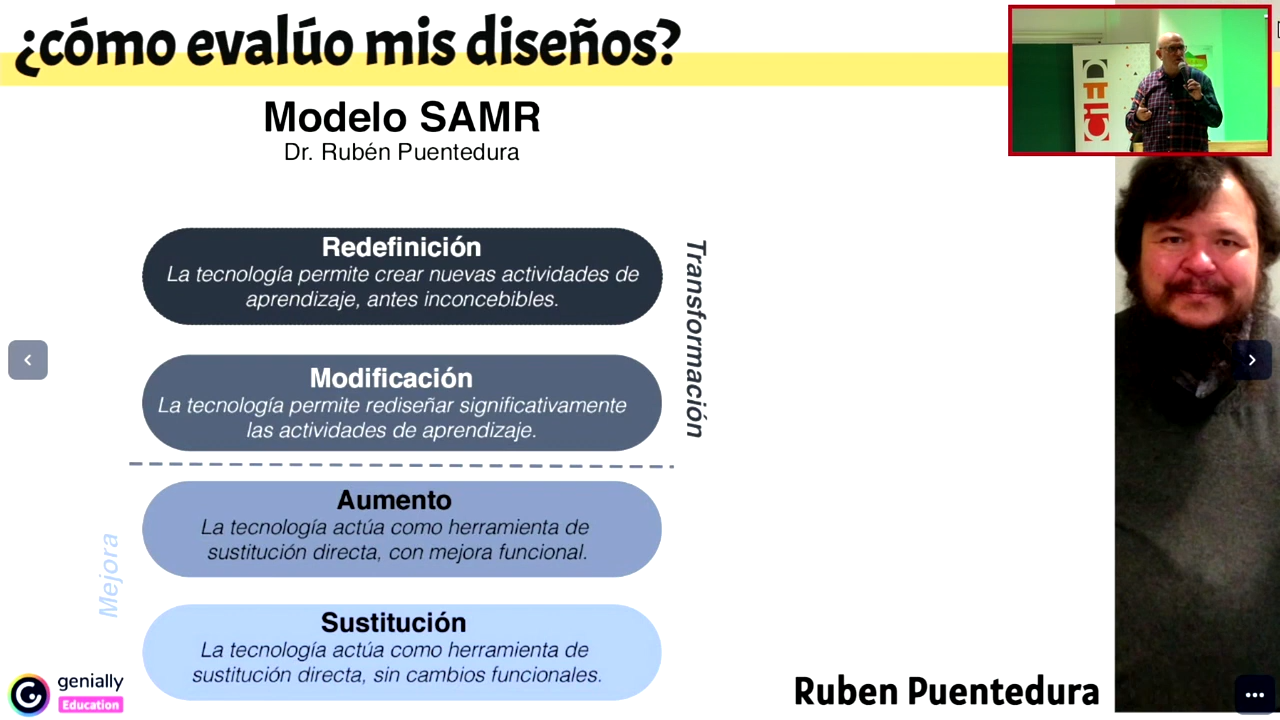 ¿cómo evalúo mis diseños?
Modelo SAMR
Dr. Rubén Puentedura
Redefinición
La tecnología permite crear nuevas actividades de
aprendizaje, antes inconcebibles.
Modificación
La tecnología permite rediseñar significativamente
las actividades de aprendizaje.
Transformación
Aumento
La tecnología actúa como herramienta de
sustitución directa, con mejora funcional.
Mejora
Sustitución
La tecnología actúa como herramienta de
sustitución directa, sin cambios funcionales.
genially
Education
Ruben Puentedura
CIED